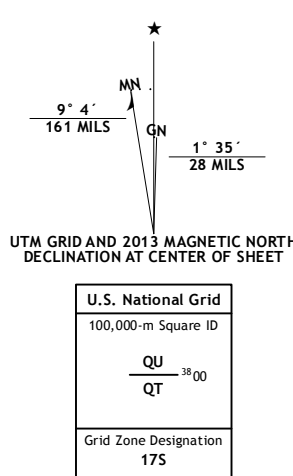 ★
MN
9° 4´
161 MILS
GN
1° 35´
28 MILS
UTM GRID AND 2013 MAGNETIC NORTH
DECLINATION AT CENTER OF SHEET
U.S. National Grid
100,000-m Square ID
QU
3800
QT
Grid Zone Designation
17S